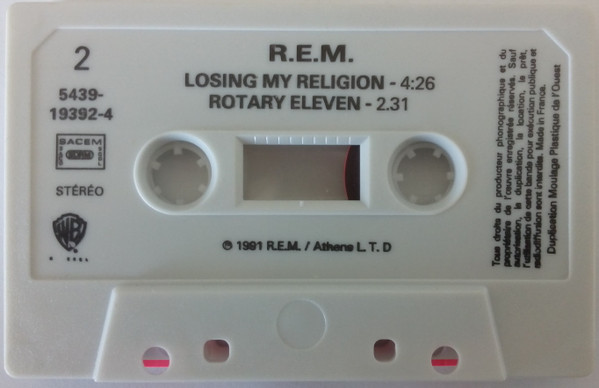 2
R.E.M.
LOSING MY RELIGION - 4:26
ROTARY ELEVEN - 2.31
5439-
19392-4
SACEM
STÉRÉO
WB
℗ 1991 R.E.M. / Athens L. T. D
Tous droits du producteur phonographique et du
propriétaire de l'œuvre enregistrée réservés. Sauf
autorisation, la duplication, la location, le prêt,
l'utilisation de cette bande pour exécution publique et
radiodiffusion sont interdits. Made in France.
Duplication Moulage Plastique de l'Ouest